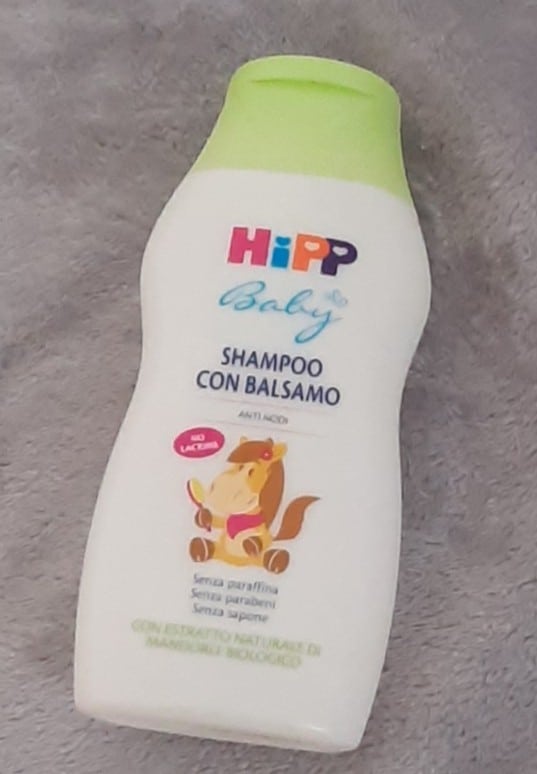 HiPP
Baby
SHAMPOO
CON BALSAMO
ANTI-NODI
NO
LACRIME
Senza paraffina
Senza parabeni
Senza sapone
CON ESTRATTO NATURALE DI
MANDORLE BIOLOGICO